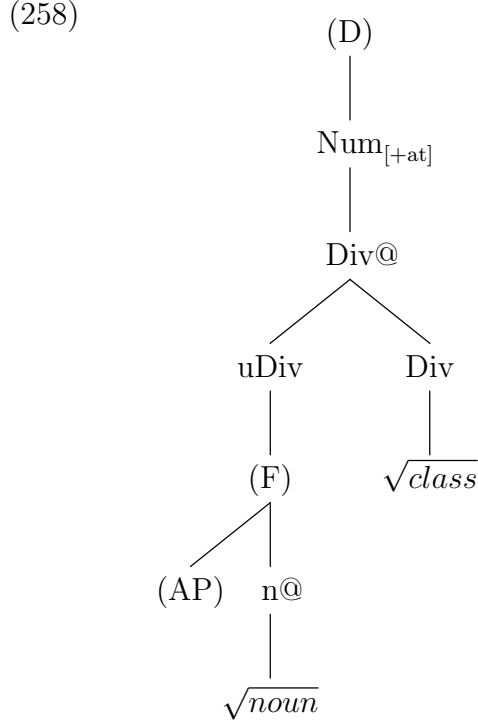 (258)
(D)
Num[+at]
Div@
uDiv Div
(F) √class
(AP) n@
√noun